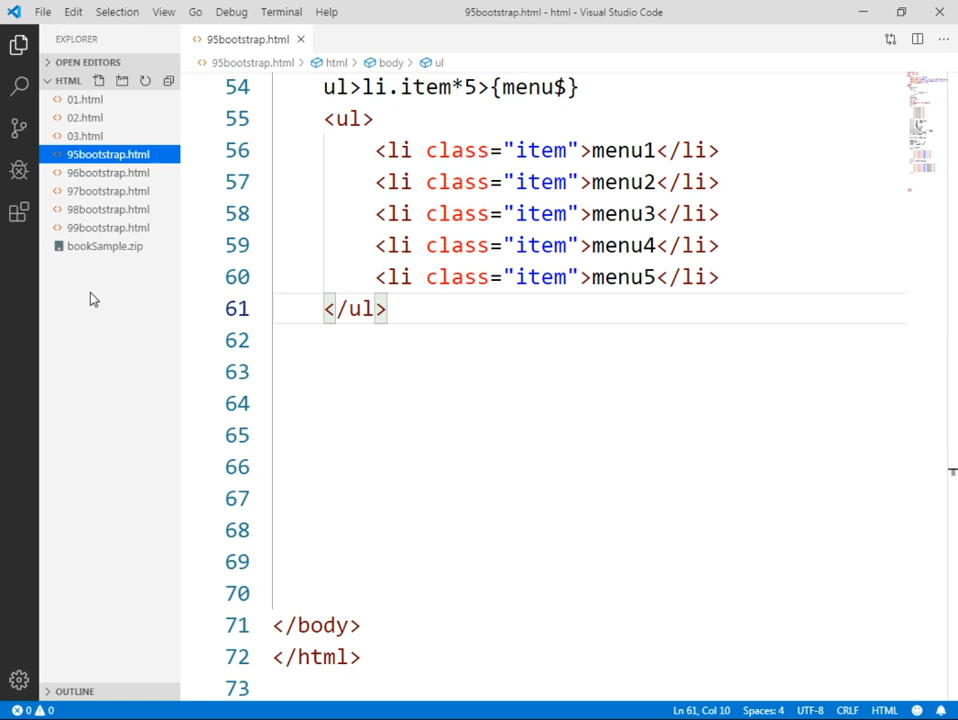 File Edit Selection View Go Debug Terminal Help 95bootstrap.html - html - Visual Studio Code
EXPLORER
95bootstrap.html
OPEN EDITORS
95bootstrap.html > html > body > ul
HTML
01.html
02.html
03.html
95bootstrap.html
96bootstrap.html
97bootstrap.html
98bootstrap.html
99bootstrap.html
bookSample.zip
54 ul>li.item*5>{menu$}
55 <ul>
56 <li class="item">menu1</li>
57 <li class="item">menu2</li>
58 <li class="item">menu3</li>
59 <li class="item">menu4</li>
60 <li class="item">menu5</li>
61 </ul>
62
63
64
65
66
67
68
69
70
71 </body>
72 </html>
73
OUTLINE
0 0 Ln 61, Col 10 Spaces: 4 UTF-8 CRLF HTML